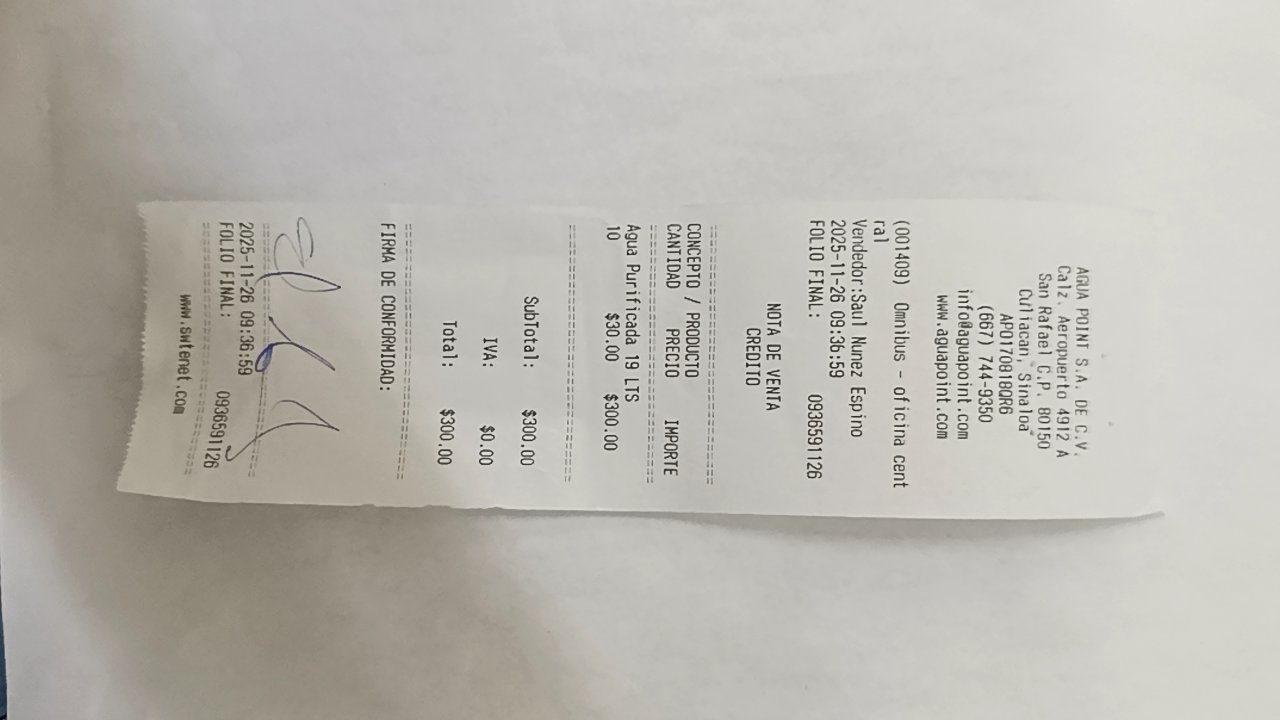 AGUA POINT S.A. DE C.V.
Calz. Aeropuerto 4912 A
San Rafael C.P. 80150
Culiacan, Sinaloa
APO170818QR6
(667) 744-9350
info@aguapoint.com
www.aguapoint.com
(001409) Omnibus - oficina cent
ral
Vendedor:Saul Nunez Espino
2025-11-26 09:36:59
FOLIO FINAL: 0936591126
NOTA DE VENTA
CREDITO
CONCEPTO / PRODUCTO
CANTIDAD PRECIO IMPORTE
Agua Purificada 19 LTS
10 $30.00 $300.00
SubTotal: $300.00
IVA: $0.00
Total: $300.00
FIRMA DE CONFORMIDAD:
2025-11-26 09:36:59
FOLIO FINAL: 0936591126
www.swtenet.com